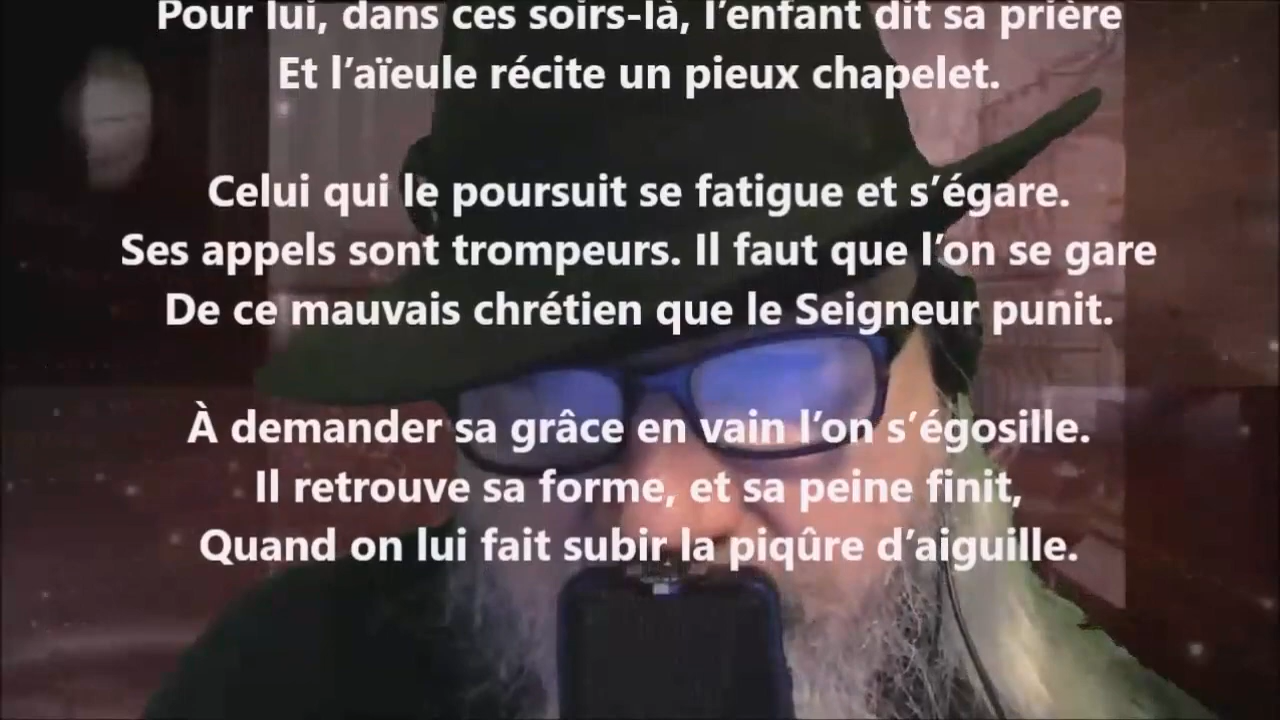 Pour lui, dans ces soirs-là, l’enfant dit sa prière
Et l’aïeule récite un pieux chapelet.
Celui qui le poursuit se fatigue et s’égare.
Ses appels sont trompeurs. Il faut que l’on se gare
De ce mauvais chrétien que le Seigneur punit.
À demander sa grâce en vain l’on s’égosille.
Il retrouve sa forme, et sa peine finit,
Quand on lui fait subir la piqûre d’aiguille.